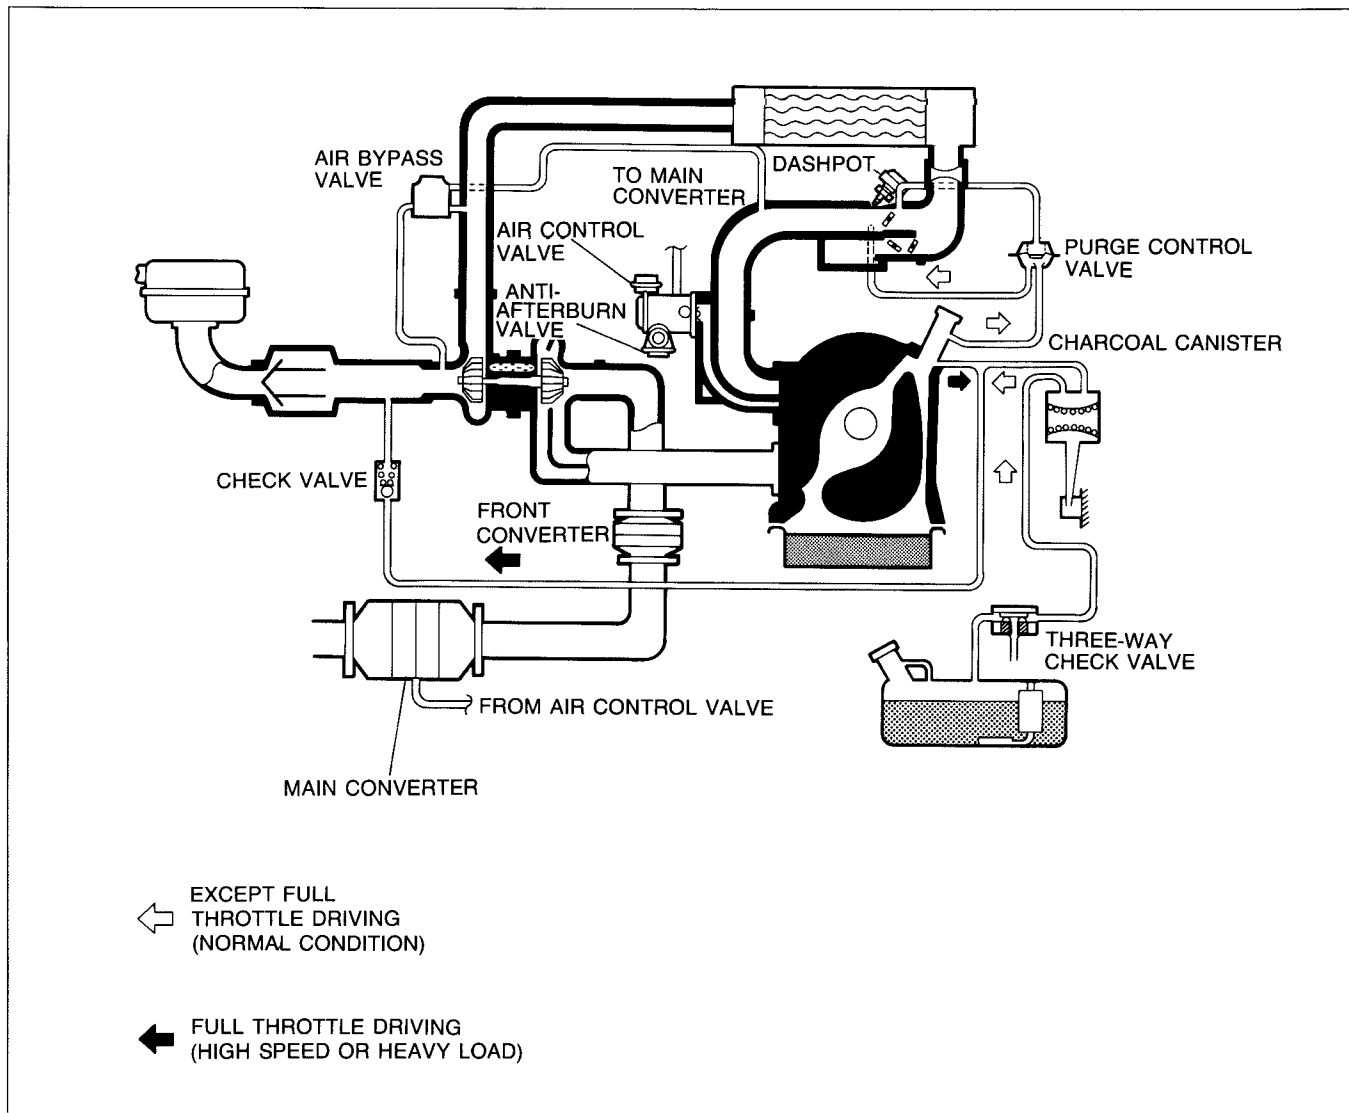 AIR BYPASS
VALVE
TO MAIN
CONVERTER
DASHPOT
AIR CONTROL
VALVE
PURGE CONTROL
VALVE
ANTI-
AFTERBURN
VALVE
CHARCOAL CANISTER
CHECK VALVE
FRONT
CONVERTER
THREE-WAY
CHECK VALVE
FROM AIR CONTROL VALVE
MAIN CONVERTER
EXCEPT FULL
THROTTLE DRIVING
(NORMAL CONDITION)
FULL THROTTLE DRIVING
(HIGH SPEED OR HEAVY LOAD)